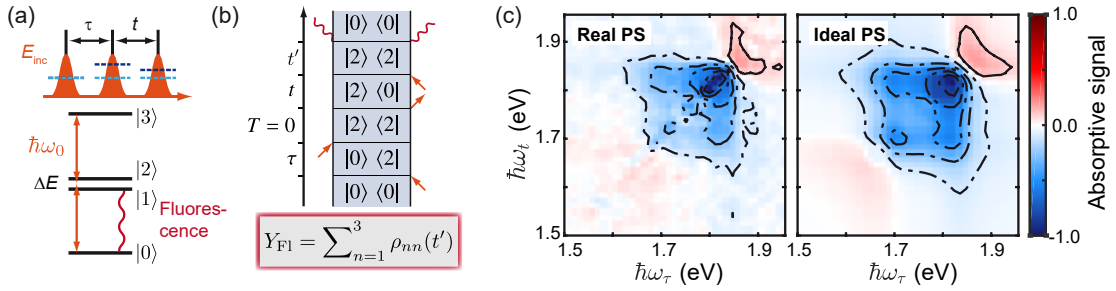 (a)
τ
t
E_inc
|3⟩
ħω₀
|2⟩
ΔE
|1⟩
Fluores-
cence
|0⟩
(b)
|0⟩ ⟨0|
t′
|2⟩ ⟨2|
t
|2⟩ ⟨0|
T = 0
|2⟩ ⟨2|
τ
|0⟩ ⟨2|
|0⟩ ⟨0|
Y_Fl = ∑³_{n=1} ρ_nn(t′)
(c)
Real PS
Ideal PS
1.9
1.7
1.5
ħω_t (eV)
1.5 1.7 1.9
1.5 1.7 1.9
ħω_τ (eV)
ħω_τ (eV)
1.0
0.0
-1.0
Absorptive signal